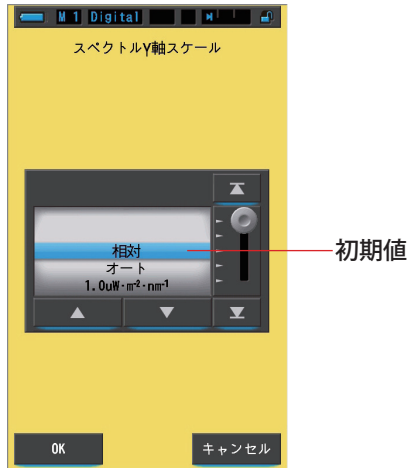 M 1 Digital
スペクトルY軸スケール
相対
初期値
オート
1.0uW·m-2·nm-1
OK
キャンセル